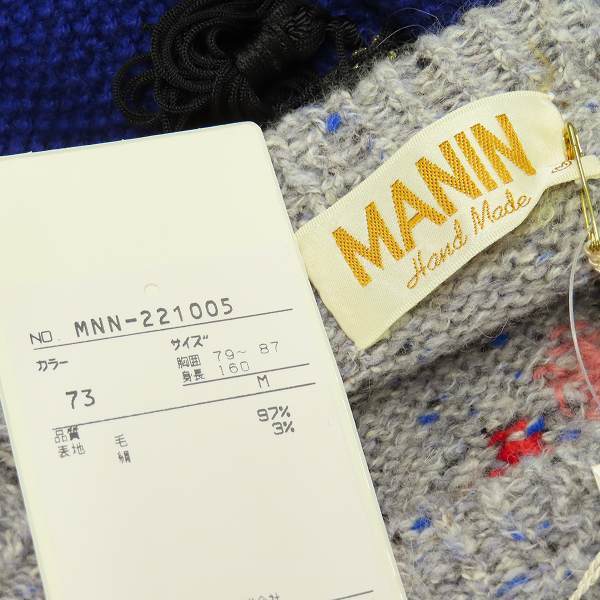 MANIN
Hand Made
NO. MNN-221005
カラー
サイズ
73
胸囲 79~ 87
身長 160
M
品質
表地 毛 97%
絹 3%